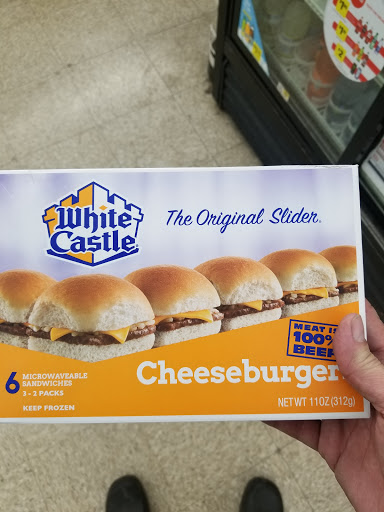 White
Castle
The Original Slider.
MEAT IS
100%
BEEF
6 MICROWAVEABLE
SANDWICHES
3 - 2 PACKS
KEEP FROZEN
Cheeseburger
NET WT 11OZ (312g)